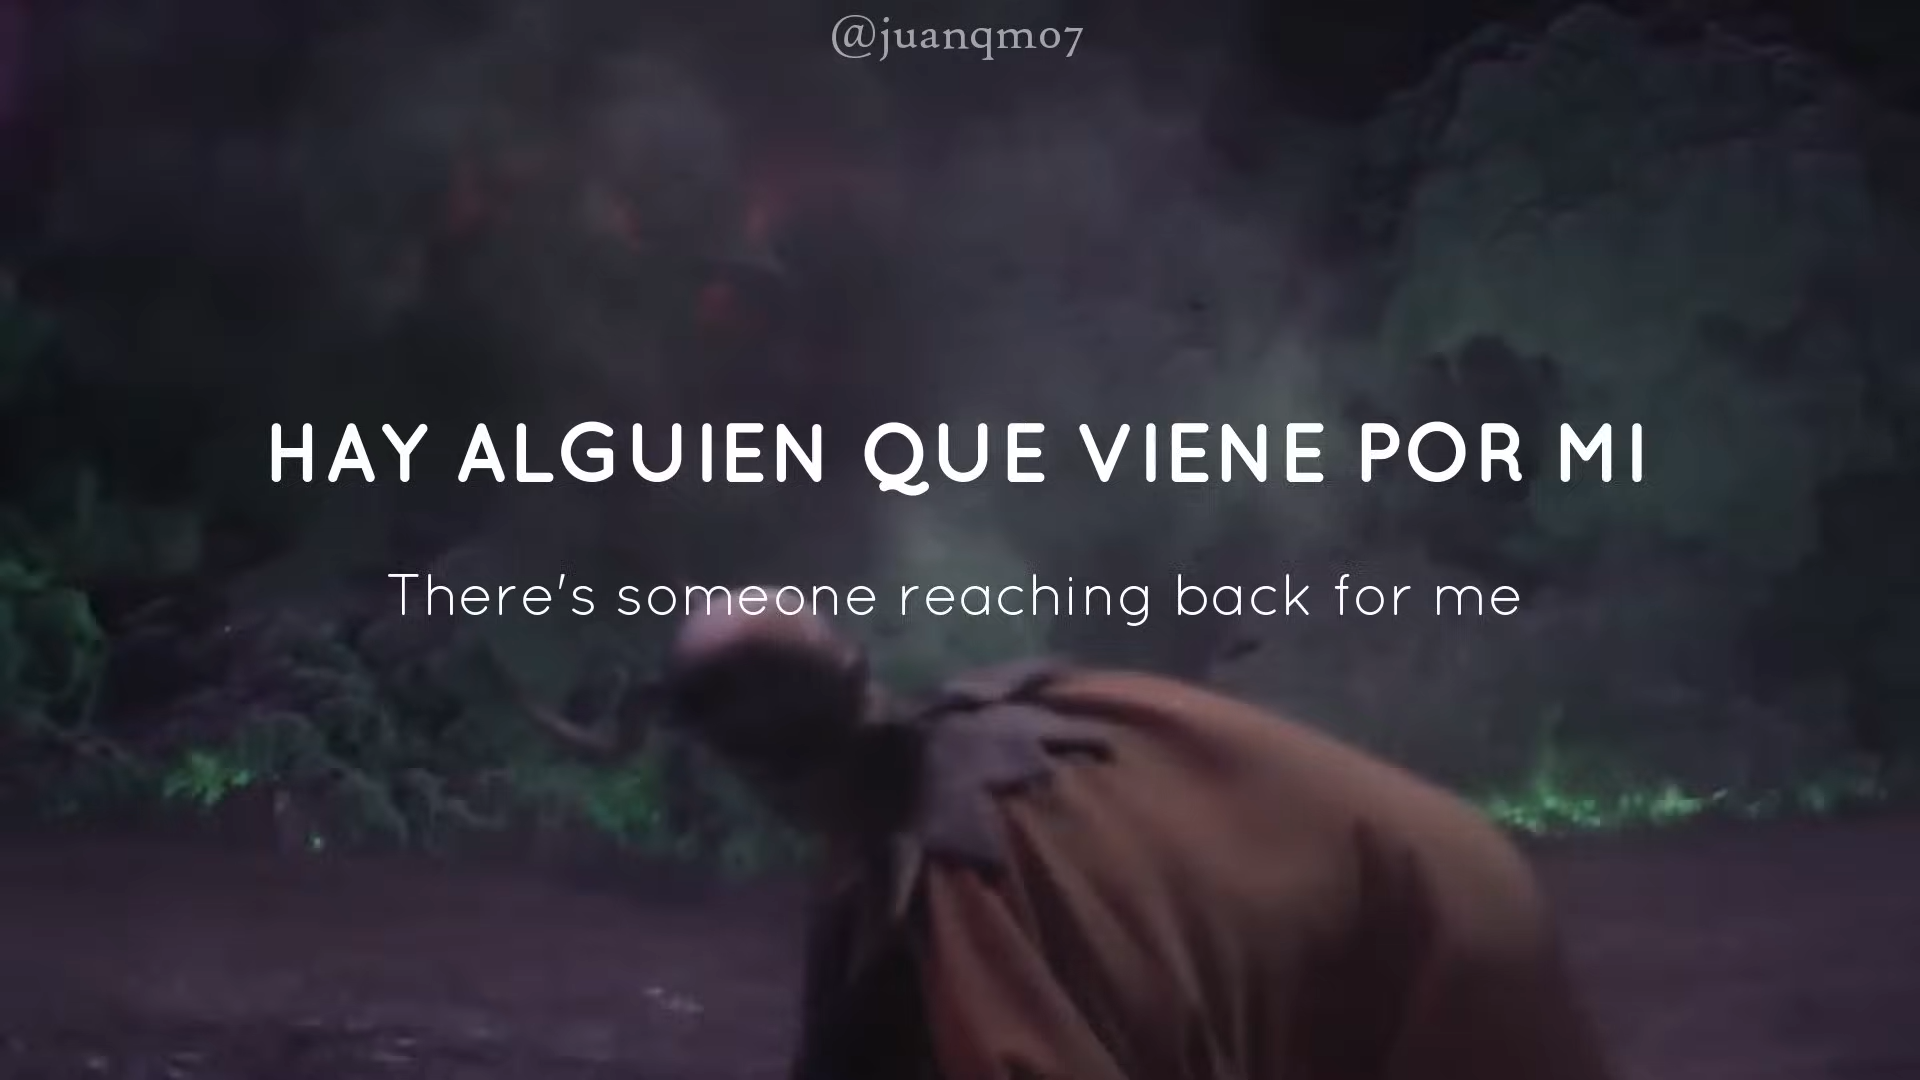 @juanqm07
HAY ALGUIEN QUE VIENE POR MI
There's someone reaching back for me